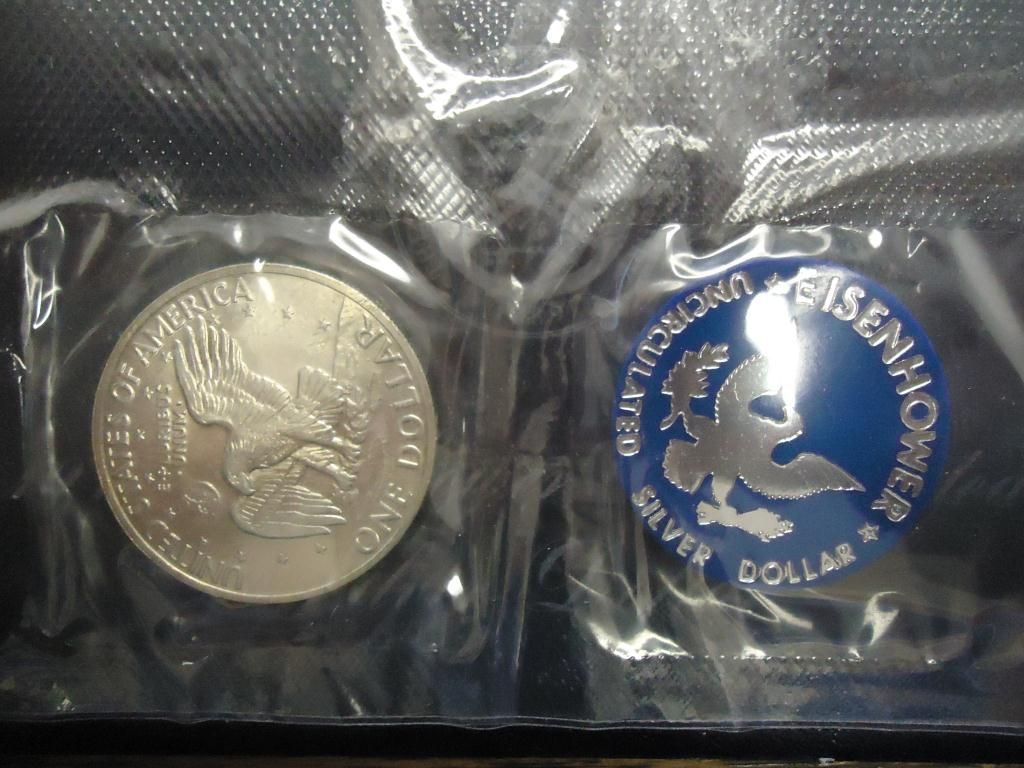 UNITED STATES OF AMERICA
E PLURIBUS
UNUM
ONE DOLLAR
EISENHOWER
UNCIRCULATED
SILVER DOLLAR